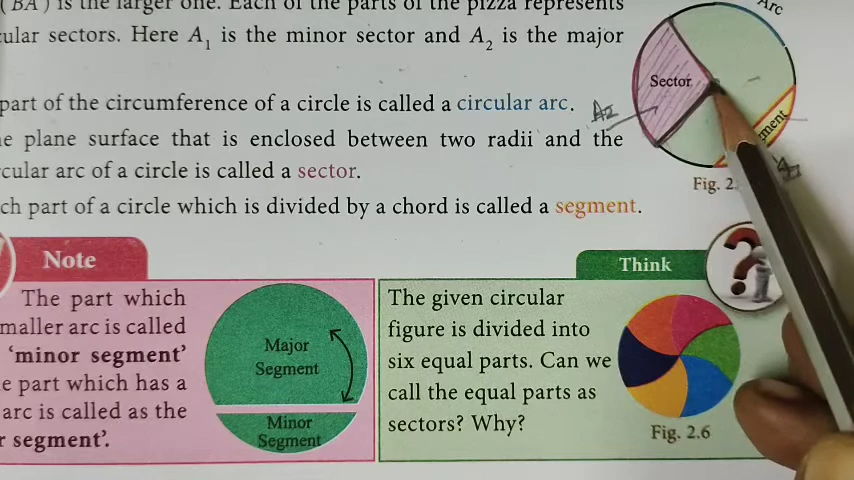 (BA) is the larger one. Each of the parts of the pizza represents
cular sectors. Here A1 is the minor sector and A2 is the major
part of the circumference of a circle is called a circular arc.
e plane surface that is enclosed between two radii and the
cular arc of a circle is called a sector.
ch part of a circle which is divided by a chord is called a segment.
Arc
Sector
A2
ment
Fig. 2.
Note
The part which
maller arc is called
'minor segment'
e part which has a
arc is called as the
r segment'.
Major
Segment
Minor
Segment
Think
The given circular
figure is divided into
six equal parts. Can we
call the equal parts as
sectors? Why?
Fig. 2.6